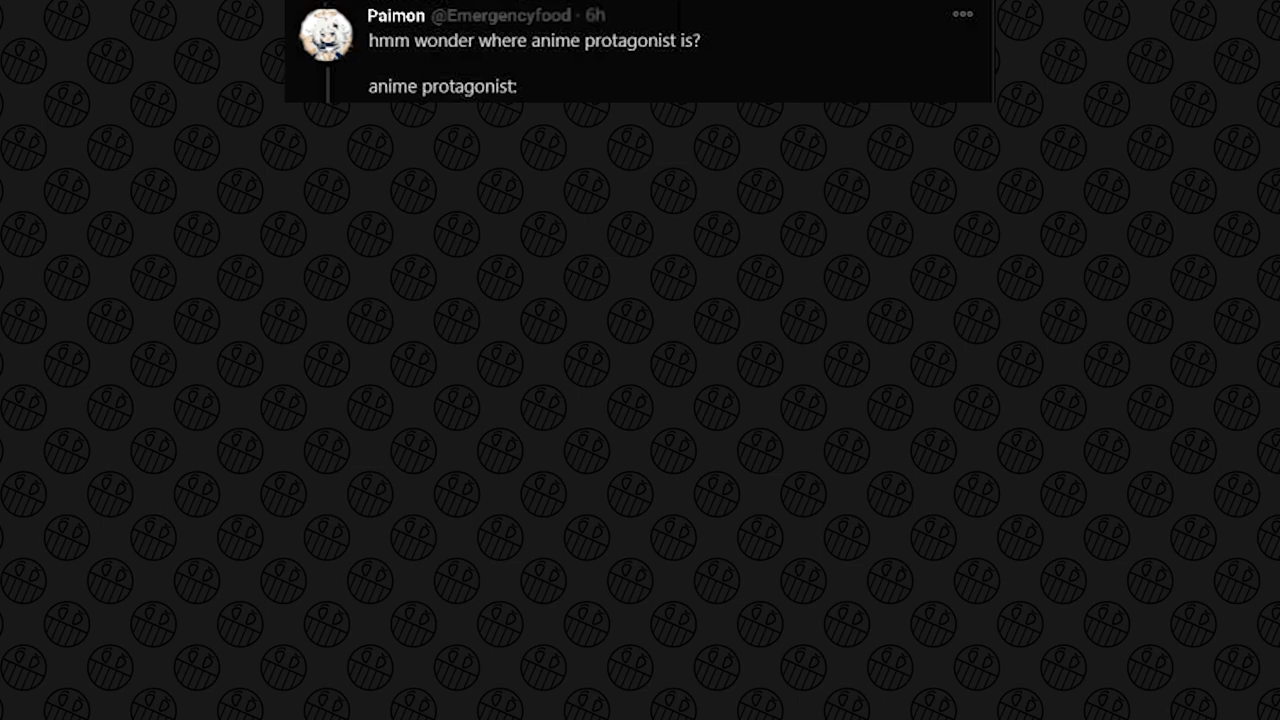 Paimon @Emergencyfood · 6h
hmm wonder where anime protagonist is?
anime protagonist: